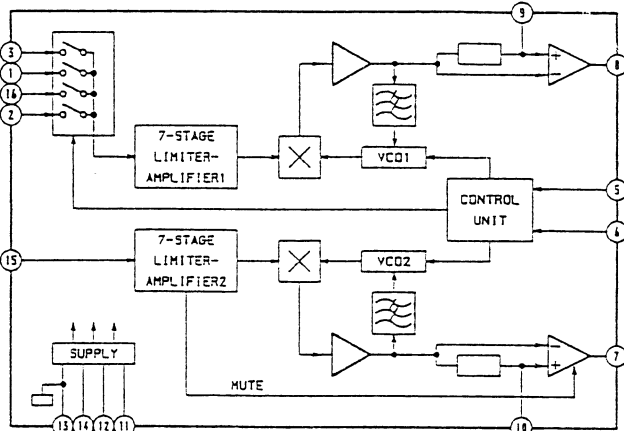 9
3
1
16
2
+
−
8
7-STAGE
LIMITER-
AMPLIFIER1
VCO1
CONTROL
UNIT
5
6
7-STAGE
LIMITER-
AMPLIFIER2
VCO2
15
SUPPLY
−
+
7
MUTE
13 14 12 11
10